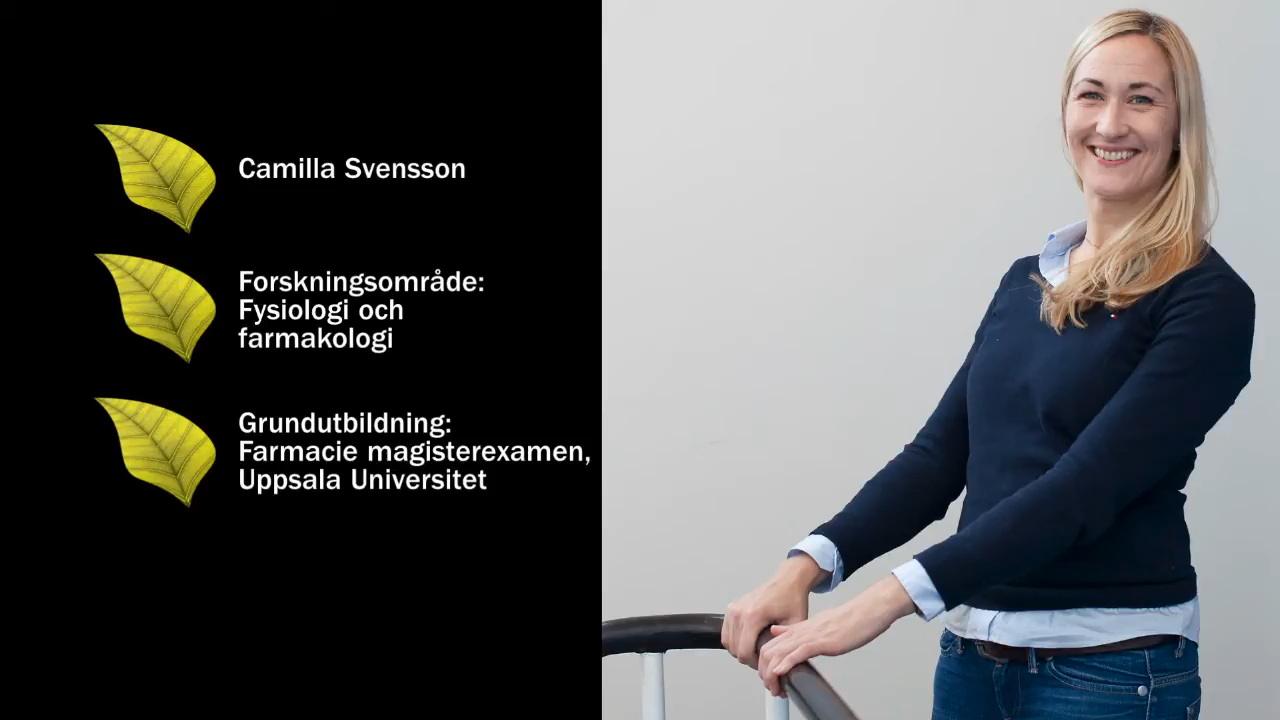 Camilla Svensson
Forskningsområde:
Fysiologi och
farmakologi
Grundutbildning:
Farmacie magisterexamen,
Uppsala Universitet